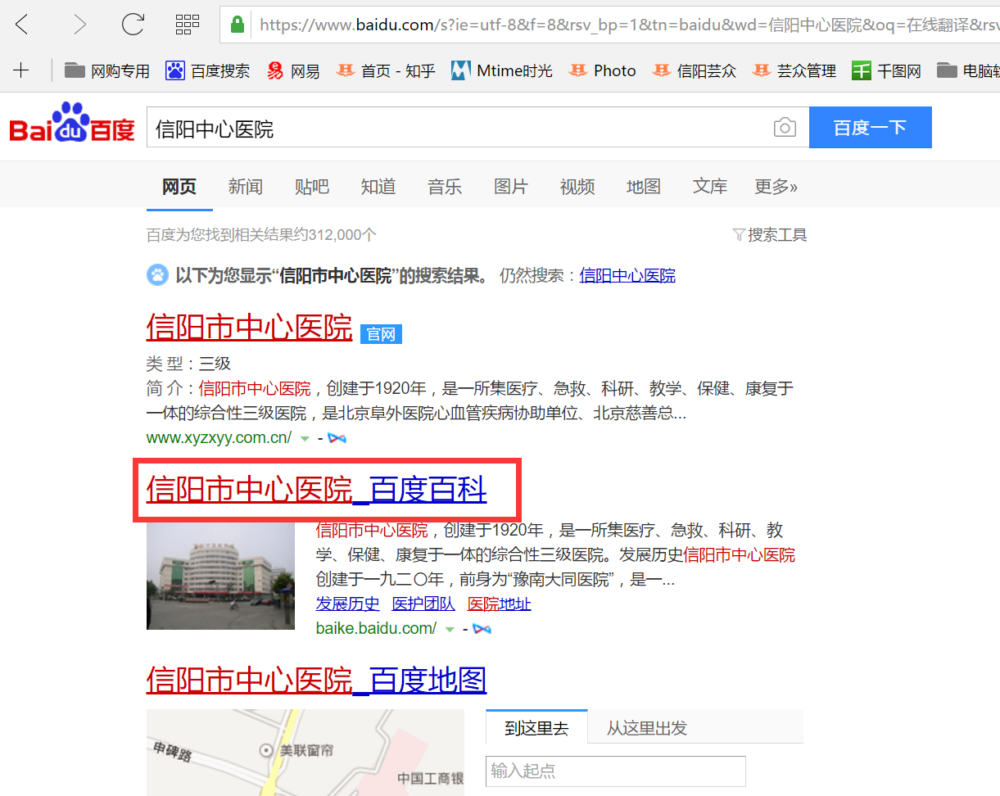 https://www.baidu.com/s?ie=utf-8&f=8&rsv_bp=1&tn=baidu&wd=信阳中心医院&oq=在线翻译&rsv
网购专用 百度搜索 网易 首页 - 知乎 Mtime时光 Photo 信阳芸众 芸众管理 千图网 电脑软
Bai du 百度 信阳中心医院 百度一下
网页 新闻 贴吧 知道 音乐 图片 视频 地图 文库 更多»
百度为您找到相关结果约312,000个 搜索工具
以下为您显示“信阳市中心医院”的搜索结果。 仍然搜索：信阳中心医院
信阳市中心医院 官网
类 型：三级
简 介：信阳市中心医院，创建于1920年，是一所集医疗、急救、科研、教学、保健、康复于
一体的综合性三级医院，是北京阜外医院心血管疾病协助单位、北京慈善总...
www.xyzxyy.com.cn/ -
信阳市中心医院_百度百科
信阳市中心医院，创建于1920年，是一所集医疗、急救、科研、教
学、保健、康复于一体的综合性三级医院。发展历史信阳市中心医院
创建于一九二〇年，前身为“豫南大同医院”，是一...
发展历史 医护团队 医院地址
baike.baidu.com/ -
信阳市中心医院_百度地图
到这里去 从这里出发
申碑路 美联窗帘
输入起点
中国工商银